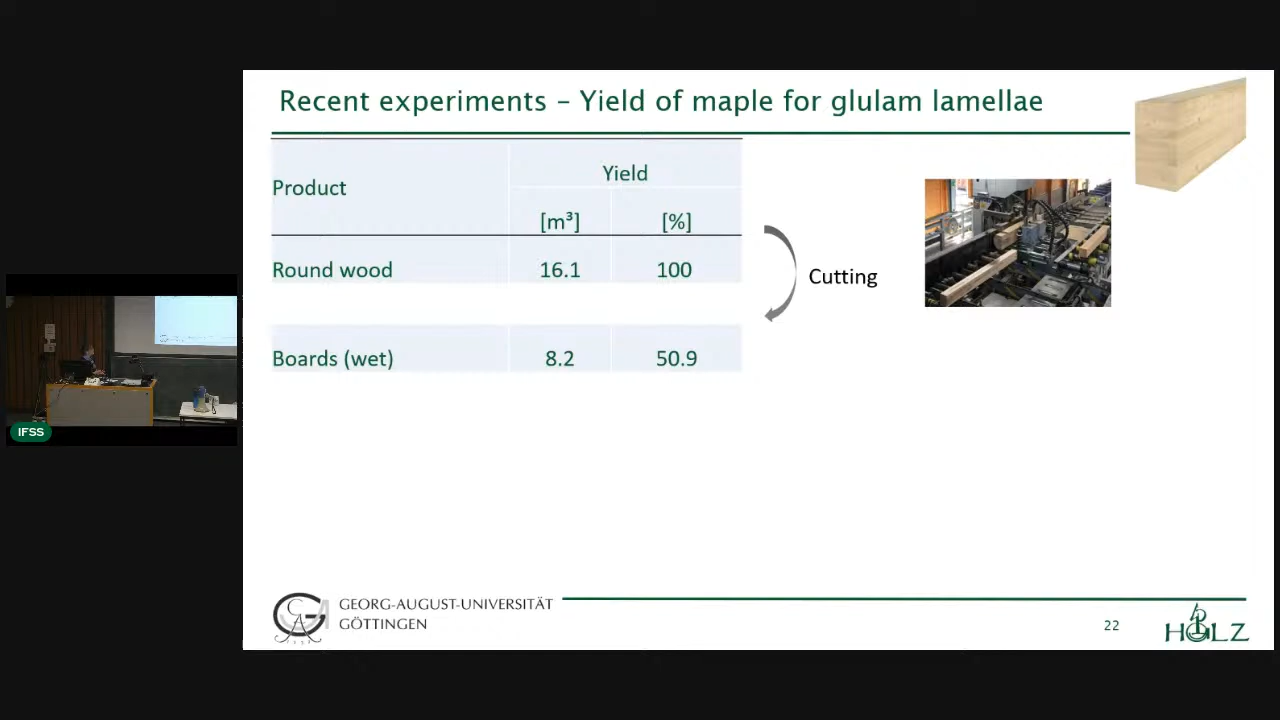 Recent experiments – Yield of maple for glulam lamellae
Product
Yield
[m³] [%]
Round wood 16.1 100
Cutting
Boards (wet) 8.2 50.9
IFSS
GEORG-AUGUST-UNIVERSITÄT
GÖTTINGEN
22
HOLZ